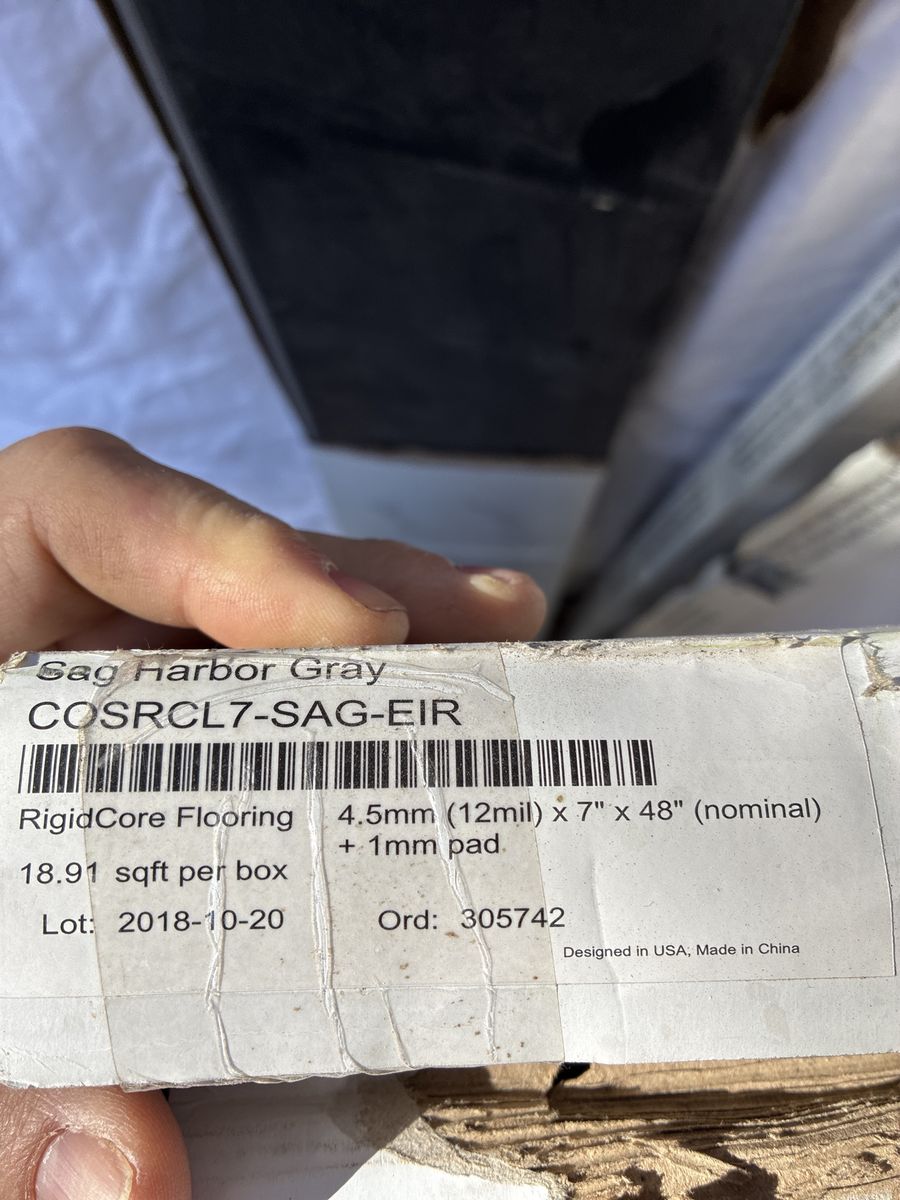 Sag Harbor Gray
COSRCL7-SAG-EIR
RigidCore Flooring
4.5mm (12mil) x 7" x 48" (nominal)
+ 1mm pad
18.91 sqft per box
Lot: 2018-10-20
Ord: 305742
Designed in USA; Made in China